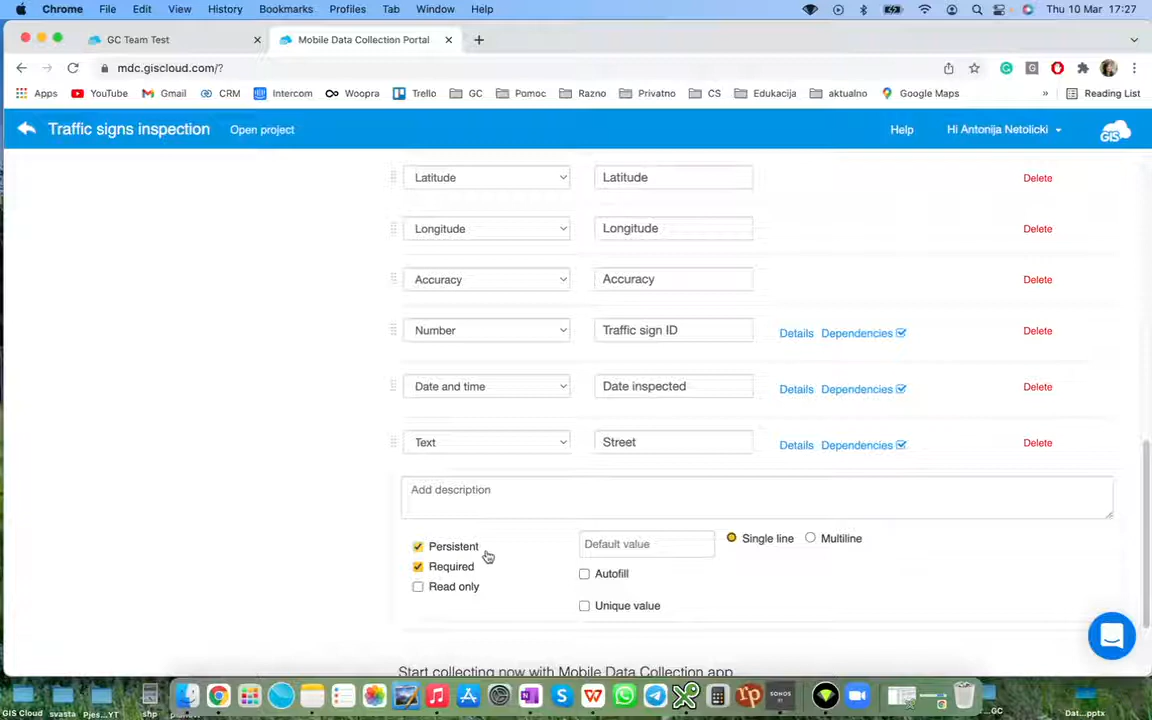 Chrome File Edit View History Bookmarks Profiles Tab Window Help Thu 10 Mar 17:27
GC Team Test Mobile Data Collection Portal
mdc.giscloud.com/?
Apps YouTube Gmail CRM Intercom Woopra Trello GC Pomoc Razno Privatno CS Edukacija aktualno Google Maps » Reading List
Traffic signs inspection Open project Help Hi Antonija Netolicki GIS
Latitude Latitude Delete
Longitude Longitude Delete
Accuracy Accuracy Delete
Number Traffic sign ID Details Dependencies Delete
Date and time Date inspected Details Dependencies Delete
Text Street Details Dependencies Delete
Add description
Persistent Default value Single line Multiline
Required Autofill
Read only Unique value
Start collecting now with Mobile Data Collection app
GIS Cloud svasta Pjes...YT shp SONOS ...GC Dat...pptx